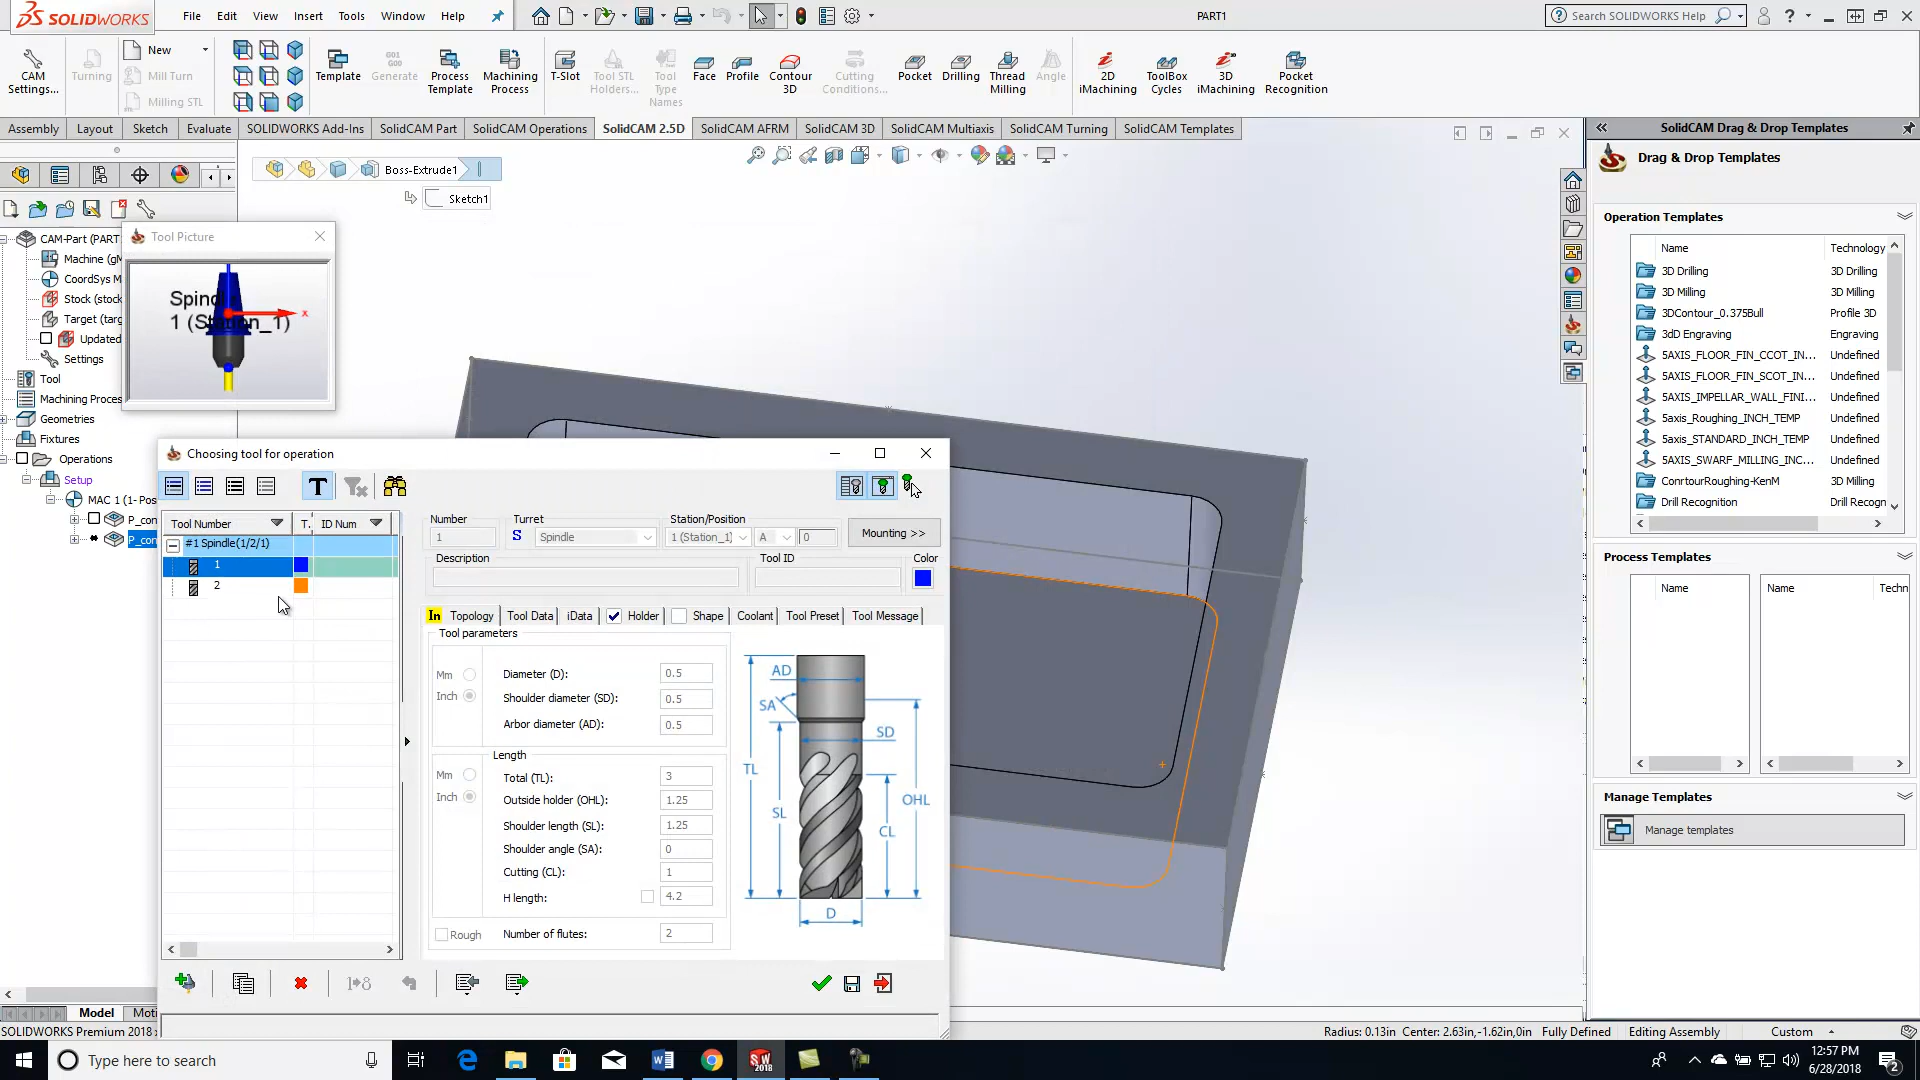 SOLIDWORKS
File Edit View Insert Tools Window Help
PART1
Search SOLIDWORKS Help
CAM Settings...
Turning
New
Mill Turn
Milling STL
Template
G01 G00
Generate
Process Template
Machining Process
T-Slot
Tool STL Holders...
Tool Type Names
Face
Profile
Contour 3D
Cutting Conditions...
Pocket
Drilling
Thread Milling
Angle
2D iMachining
ToolBox Cycles
3D iMachining
Pocket Recognition
Assembly Layout Sketch Evaluate SOLIDWORKS Add-Ins SolidCAM Part SolidCAM Operations SolidCAM 2.5D SolidCAM AFRM SolidCAM 3D SolidCAM Multiaxis SolidCAM Turning SolidCAM Templates
Boss-Extrude1
Sketch1
CAM-Part (PART
Machine (gM
CoordSys M
Stock (stock
Target (targ
Updated
Settings
Tool
Machining Proce
Geometries
Fixtures
Operations
Setup
MAC 1 (1- Pos
P_con
P_con
Tool Picture
Spindl
1 (Station_1)
x
Choosing tool for operation
Tool Number T. ID Num
#1 Spindle(1/2/1)
1
2
Number Turret Station/Position
1 S Spindle 1 (Station_1) A 0 Mounting >>
Description Tool ID Color
In Topology Tool Data iData Holder Shape Coolant Tool Preset Tool Message
Tool parameters
Mm
Inch
Diameter (D): 0.5
Shoulder diameter (SD): 0.5
Arbor diameter (AD): 0.5
Length
Mm
Inch
Total (TL): 3
Outside holder (OHL): 1.25
Shoulder length (SL): 1.25
Shoulder angle (SA): 0
Cutting (CL): 1
H length: 4.2
Rough Number of flutes: 2
AD
SA
SD
TL
SL
OHL
CL
D
SolidCAM Drag & Drop Templates
Drag & Drop Templates
Operation Templates
Name Technology
3D Drilling 3D Drilling
3D Milling 3D Milling
3DContour_0.375Bull Profile 3D
3dD Engraving Engraving
5AXIS_FLOOR_FIN_CCOT_IN... Undefined
5AXIS_FLOOR_FIN_SCOT_IN... Undefined
5AXIS_IMPELLAR_WALL_FINI... Undefined
5axis_Roughing_INCH_TEMP Undefined
5axis_STANDARD_INCH_TEMP Undefined
5AXIS_SWARF_MILLING_INC... Undefined
ConrtourRoughing-KenM 3D Milling
Drill Recognition Drill Recogn
Process Templates
Name
Name Techn
Manage Templates
Manage templates
Model Moti
SOLIDWORKS Premium 2018 x
Radius: 0.13in Center: 2.63in,-1.62in,0in Fully Defined Editing Assembly Custom
Type here to search
12:57 PM
6/28/2018
2